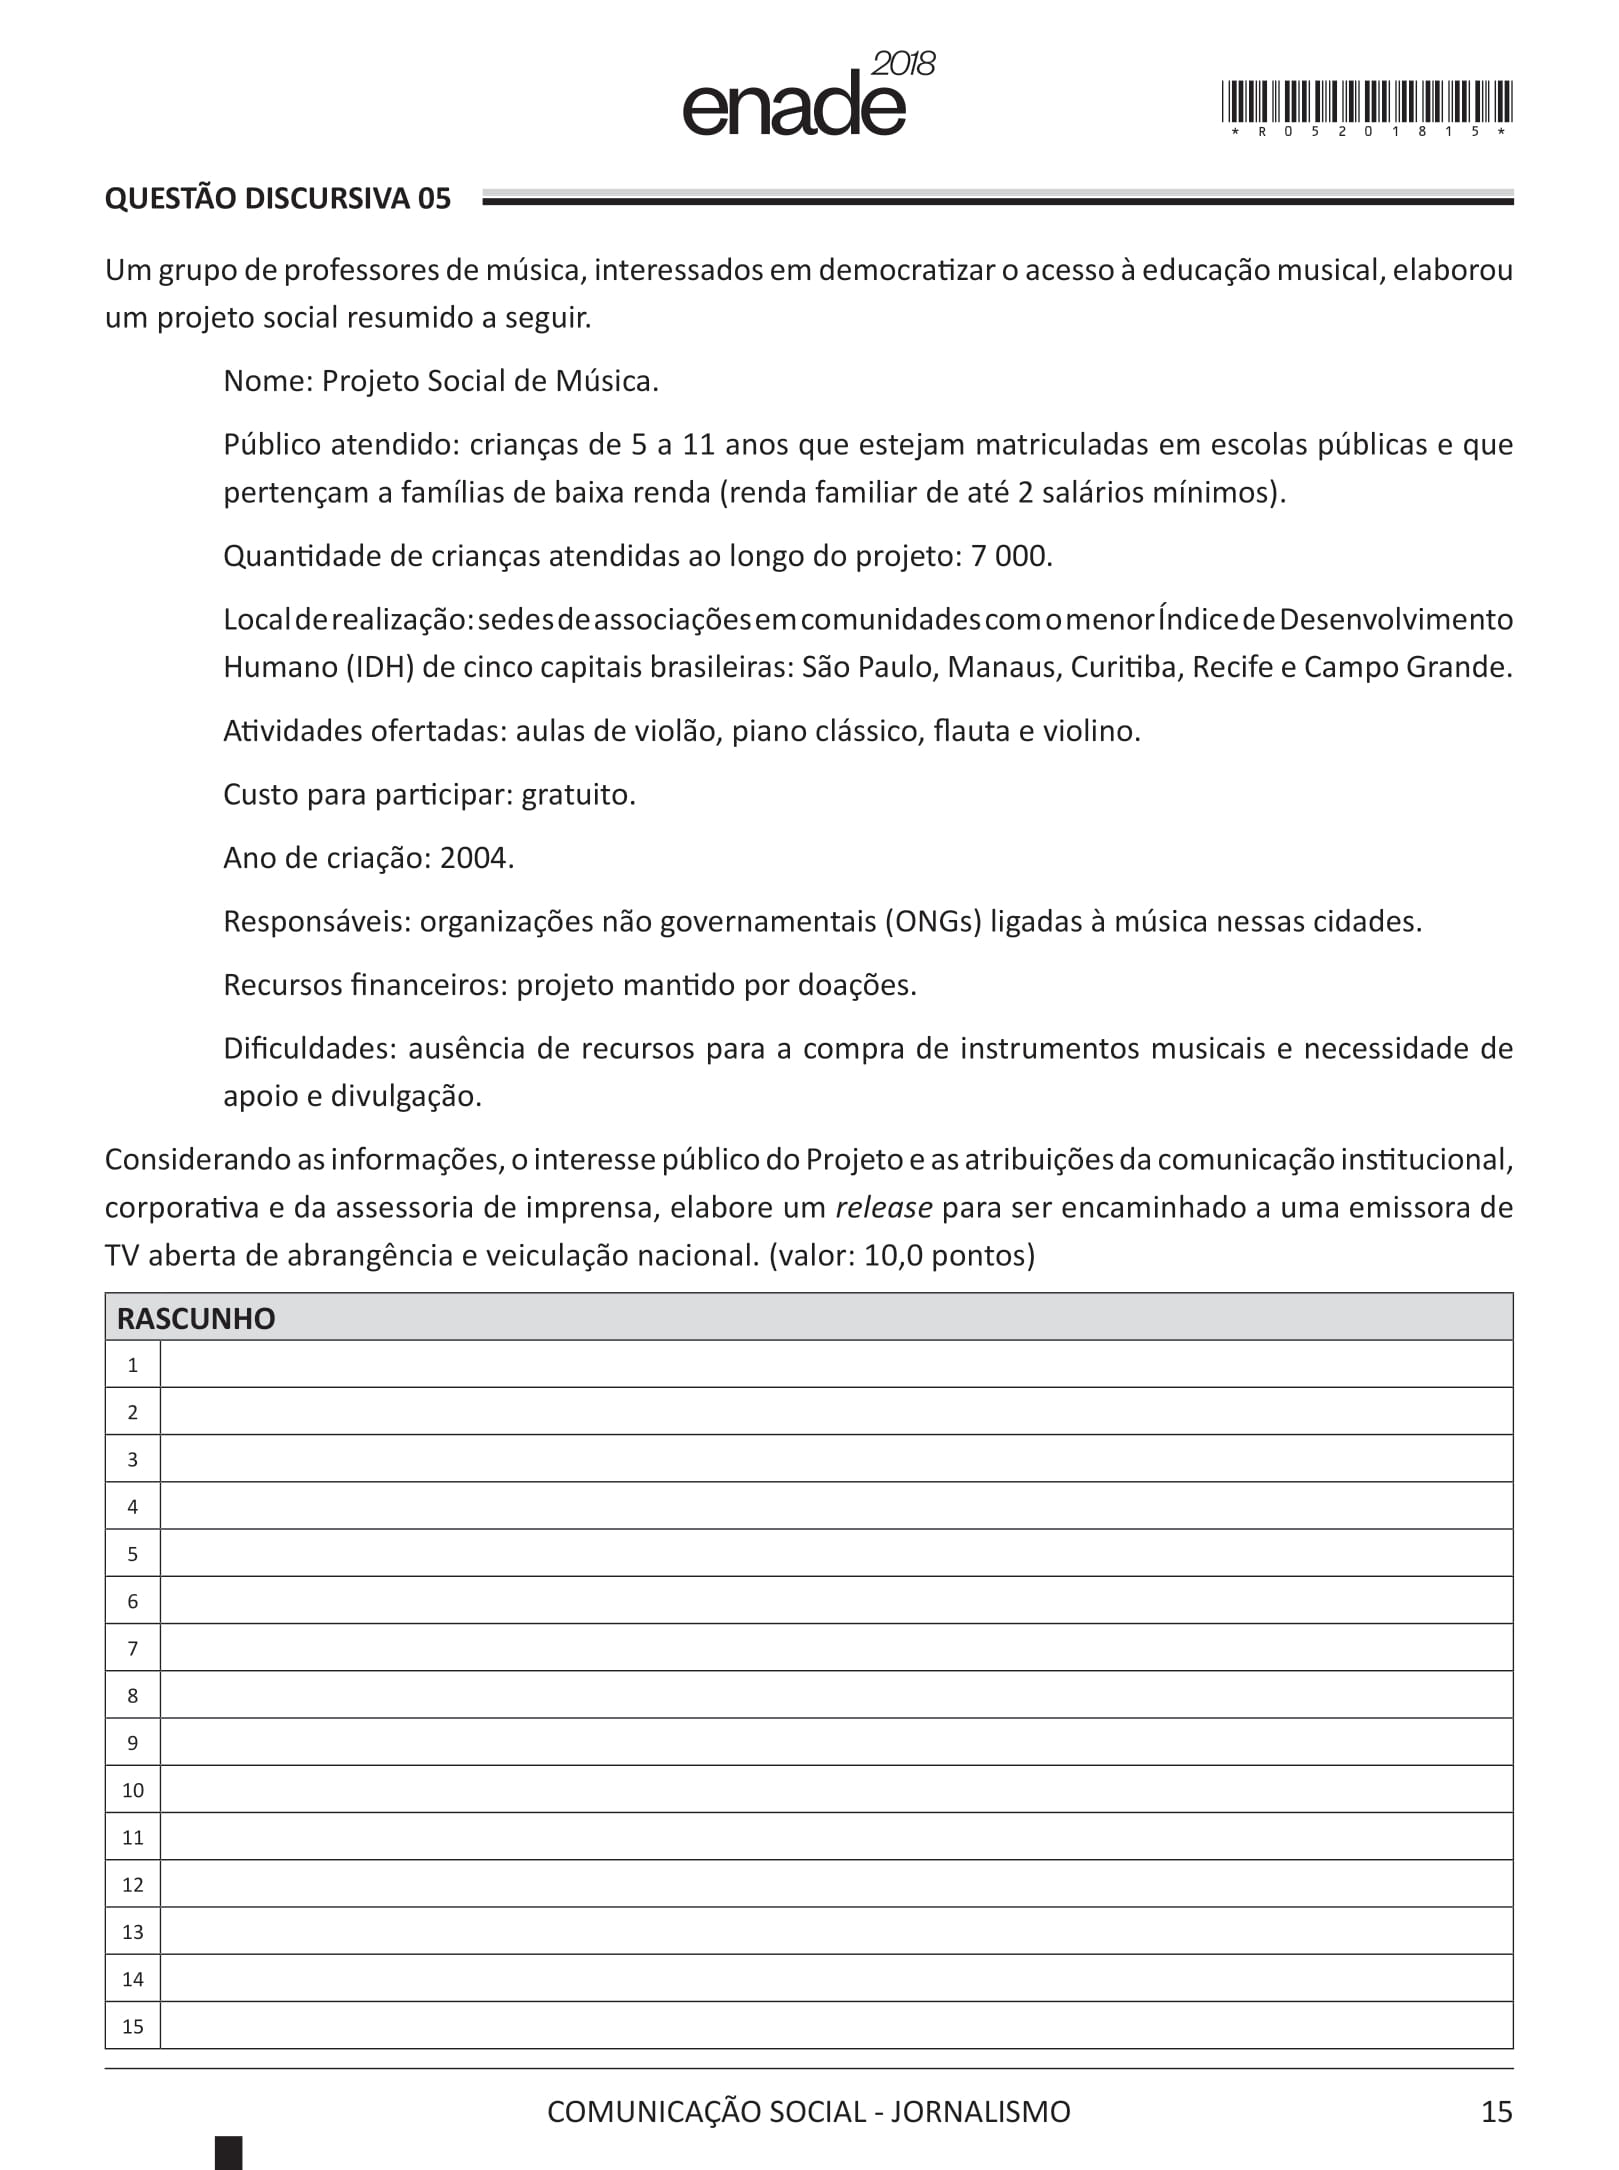 enade 2018
* R 0 5 2 0 1 8 1 5 *
QUESTÃO DISCURSIVA 05
Um grupo de professores de música, interessados em democratizar o acesso à educação musical, elaborou
um projeto social resumido a seguir.
Nome: Projeto Social de Música.
Público atendido: crianças de 5 a 11 anos que estejam matriculadas em escolas públicas e que
pertençam a famílias de baixa renda (renda familiar de até 2 salários mínimos).
Quantidade de crianças atendidas ao longo do projeto: 7 000.
Local de realização: sedes de associações em comunidades com o menor Índice de Desenvolvimento
Humano (IDH) de cinco capitais brasileiras: São Paulo, Manaus, Curitiba, Recife e Campo Grande.
Atividades ofertadas: aulas de violão, piano clássico, flauta e violino.
Custo para participar: gratuito.
Ano de criação: 2004.
Responsáveis: organizações não governamentais (ONGs) ligadas à música nessas cidades.
Recursos financeiros: projeto mantido por doações.
Dificuldades: ausência de recursos para a compra de instrumentos musicais e necessidade de
apoio e divulgação.
Considerando as informações, o interesse público do Projeto e as atribuições da comunicação institucional,
corporativa e da assessoria de imprensa, elabore um release para ser encaminhado a uma emissora de
TV aberta de abrangência e veiculação nacional. (valor: 10,0 pontos)
RASCUNHO
1
2
3
4
5
6
7
8
9
10
11
12
13
14
15
COMUNICAÇÃO SOCIAL - JORNALISMO 15